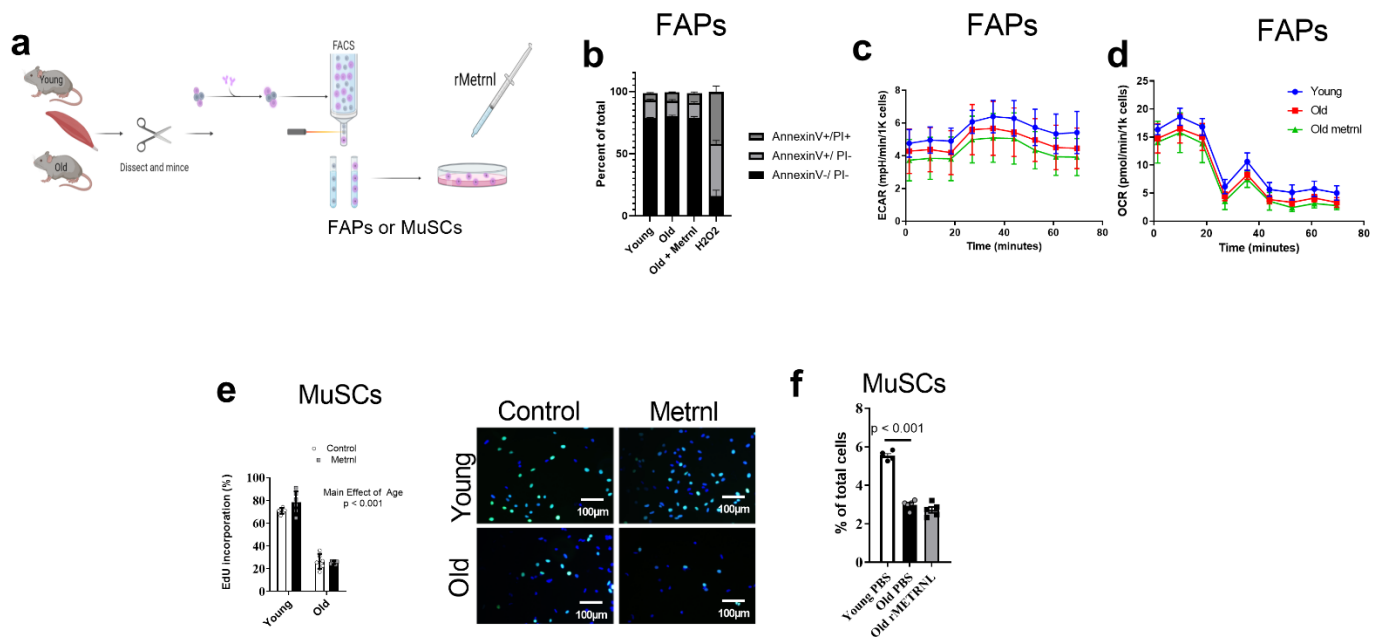 a
Young
Old
Dissect and mince
FACS
rMetrnl
FAPs or MuSCs
FAPs
b
Percent of total
100
50
0
Young
Old
Old + Metrnl
H2O2
AnnexinV+/PI+
AnnexinV+/ PI-
AnnexinV-/ PI-
FAPs
c
ECAR (mpH/min/1K cells)
8
6
4
2
0
0
20
40
60
80
Time (minutes)
FAPs
d
OCR (pmol/min/1k cells)
25
20
15
10
5
0
0
20
40
60
80
Time (minutes)
Young
Old
Old metrnl
e
MuSCs
Control
Metrnl
Main Effect of Age
p < 0.001
EdU incorporation (%)
100
80
60
40
20
0
Young
Old
Control
Metrnl
Young
Old
100μm
100μm
100μm
100μm
f
MuSCs
p < 0.001
% of total cells
8
6
4
2
0
Young PBS
Old PBS
Old rMETRNL